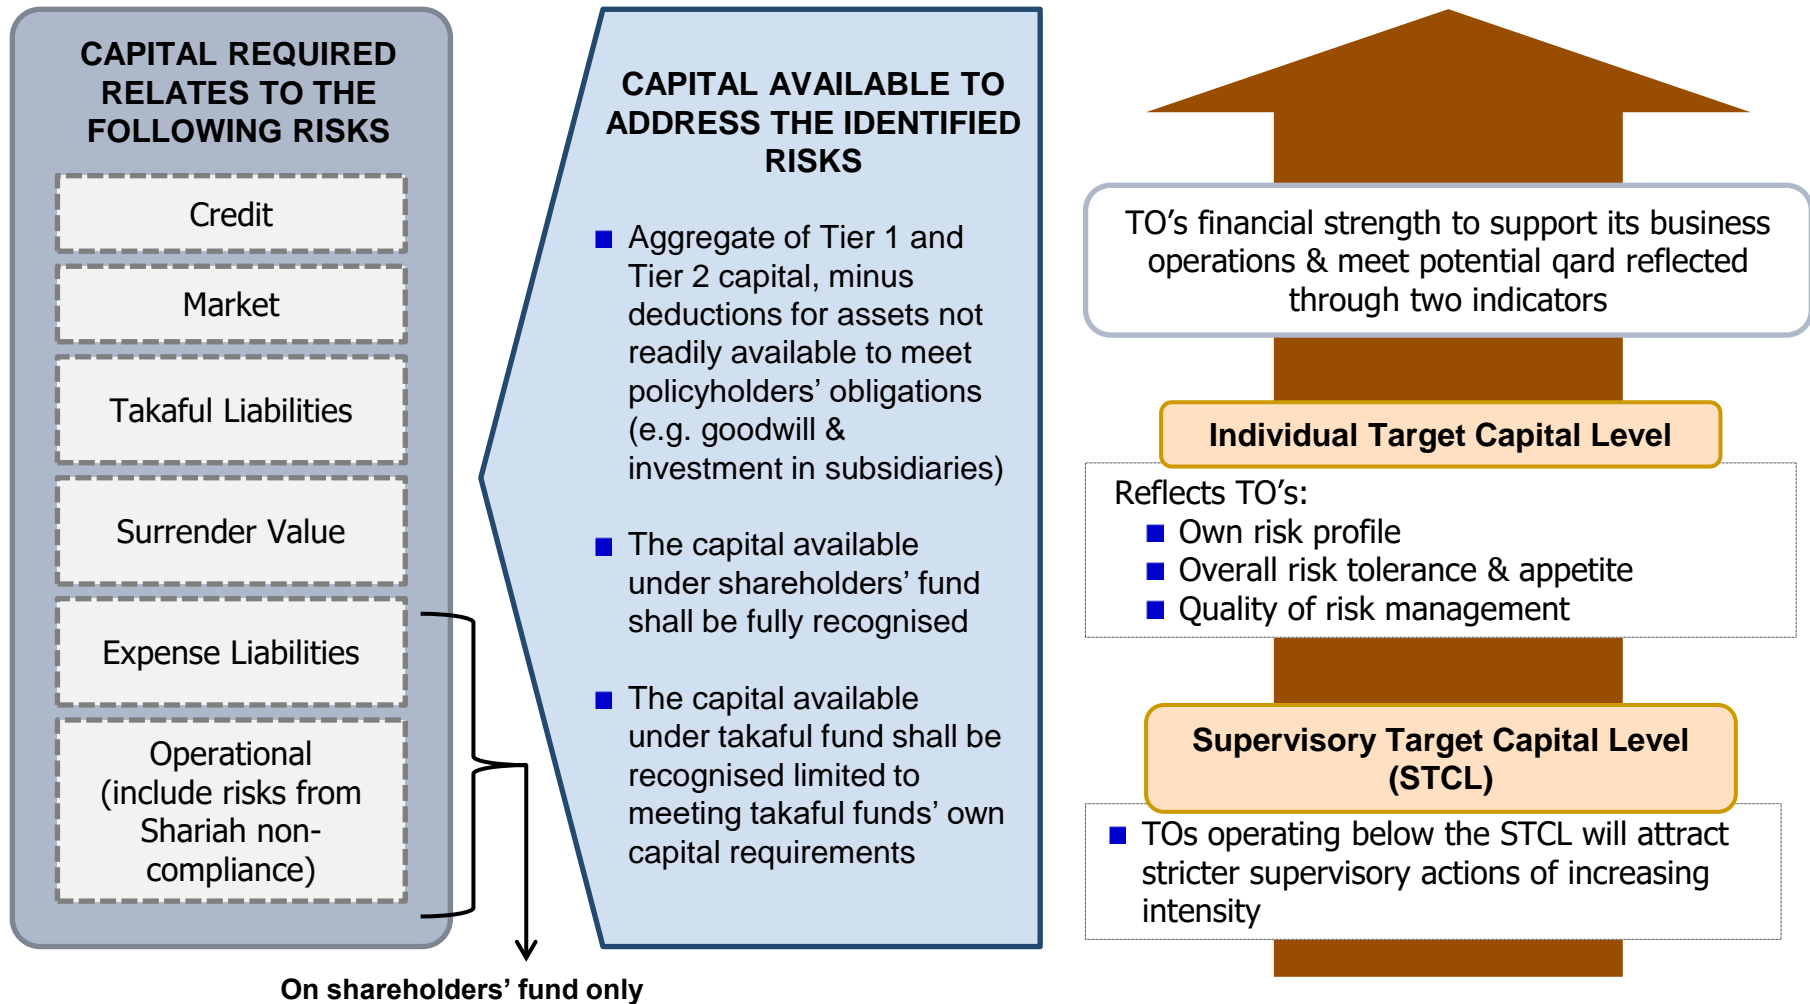 CAPITAL REQUIRED
RELATES TO THE
FOLLOWING RISKS
Credit
Market
Takaful Liabilities
Surrender Value
Expense Liabilities
Operational
(include risks from
Shariah non-
compliance)
On shareholders’ fund only
CAPITAL AVAILABLE TO
ADDRESS THE IDENTIFIED
RISKS
■ Aggregate of Tier 1 and
Tier 2 capital, minus
deductions for assets not
readily available to meet
policyholders’ obligations
(e.g. goodwill &
investment in subsidiaries)
■ The capital available
under shareholders’ fund
shall be fully recognised
■ The capital available
under takaful fund shall be
recognised limited to
meeting takaful funds’ own
capital requirements
TO’s financial strength to support its business
operations & meet potential qard reflected
through two indicators
Individual Target Capital Level
Reflects TO’s:
■ Own risk profile
■ Overall risk tolerance & appetite
■ Quality of risk management
Supervisory Target Capital Level
(STCL)
■ TOs operating below the STCL will attract
stricter supervisory actions of increasing
intensity